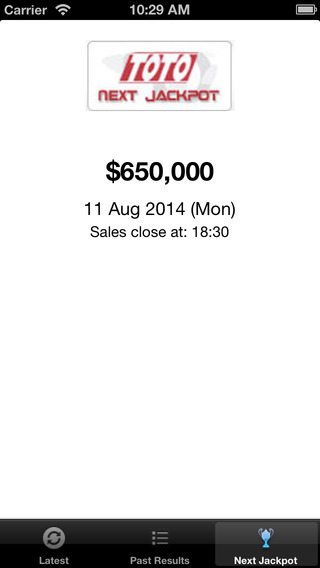 Carrier 10:29 AM
TOTO
NEXT JACKPOT
$650,000
11 Aug 2014 (Mon)
Sales close at: 18:30
Latest Past Results Next Jackpot